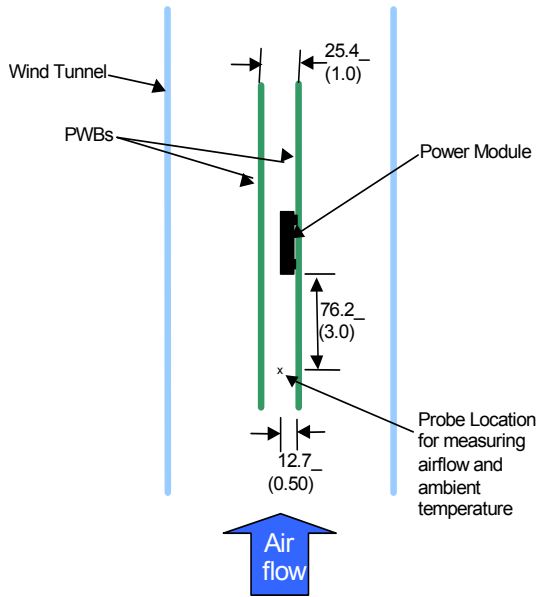 25.4_
(1.0)
Wind Tunnel
PWBs
Power Module
76.2_
(3.0)
x
Probe Location
for measuring
airflow and
ambient
temperature
12.7_
(0.50)
Air
flow